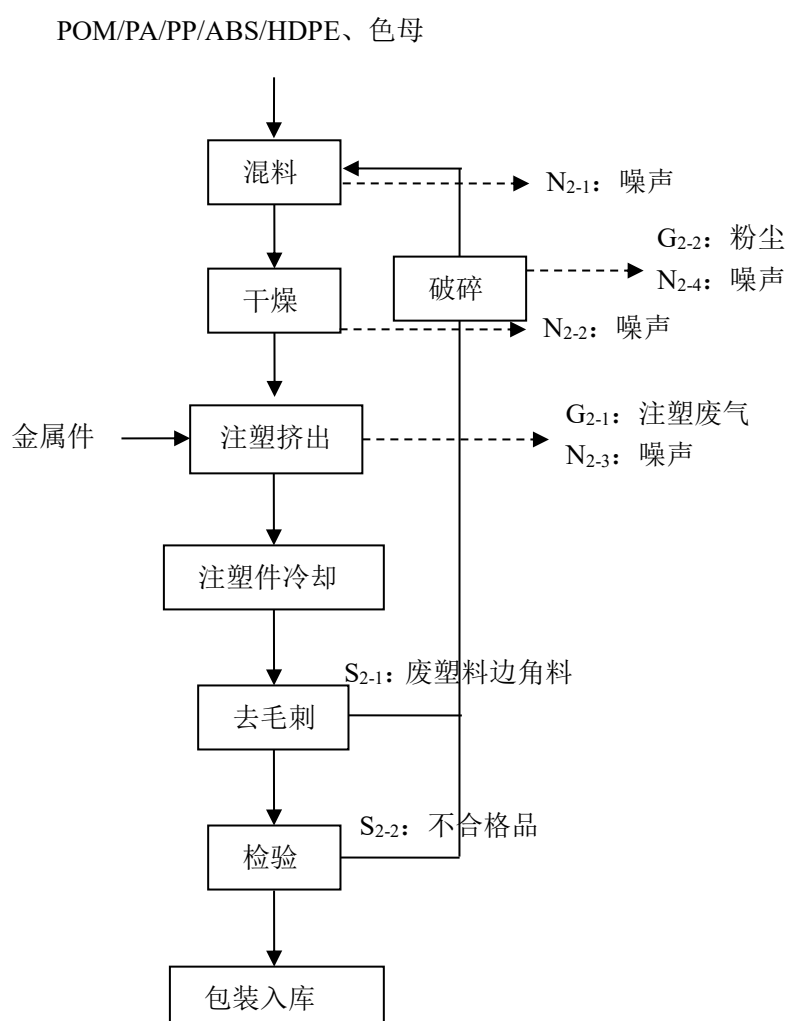 POM/PA/PP/ABS/HDPE、色母
混料
N2-1：噪声
G2-2：粉尘
破碎
N2-4：噪声
干燥
N2-2：噪声
金属件
注塑挤出
G2-1：注塑废气
N2-3：噪声
注塑件冷却
S2-1：废塑料边角料
去毛刺
S2-2：不合格品
检验
包装入库